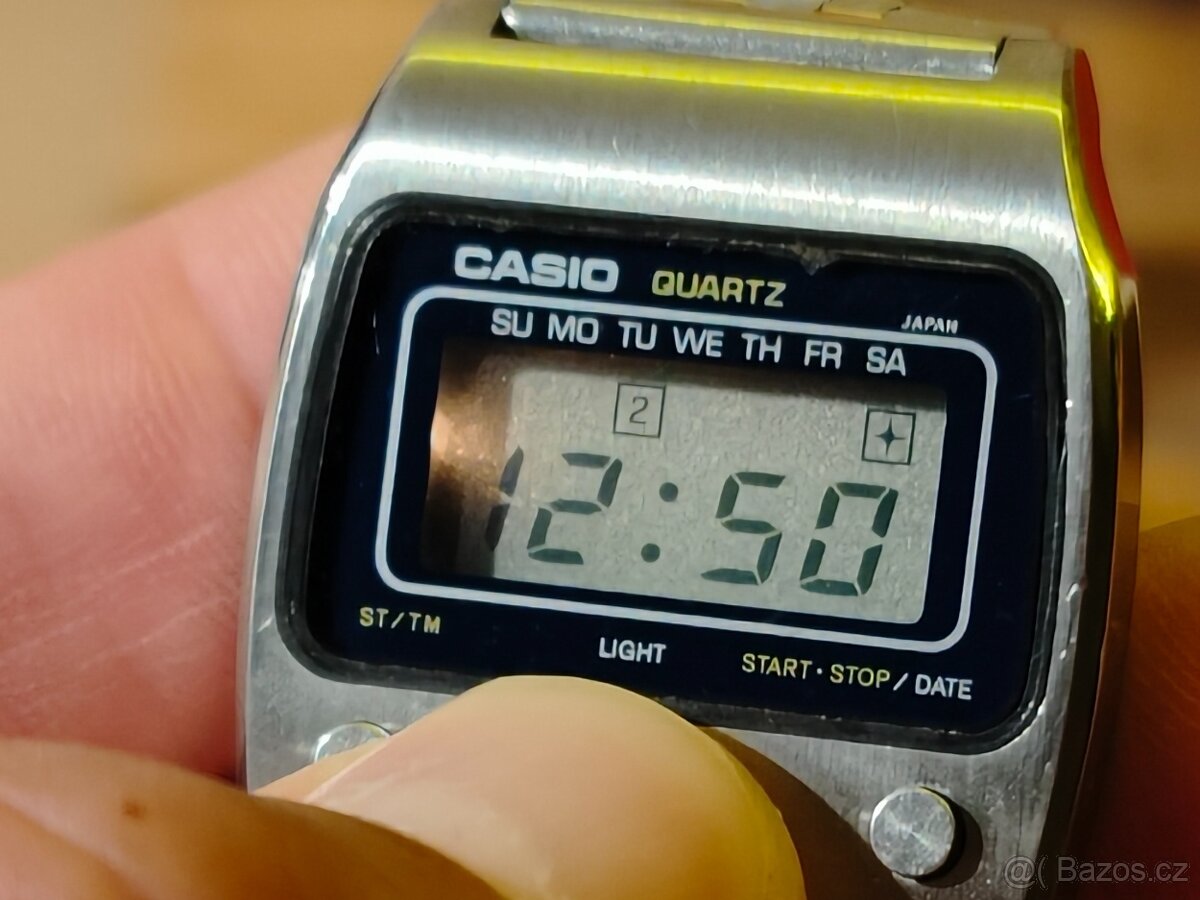 CASIO QUARTZ
JAPAN
SU MO TU WE TH FR SA
2
12:50
ST/TM
LIGHT
START·STOP/DATE
@( Bazos.cz